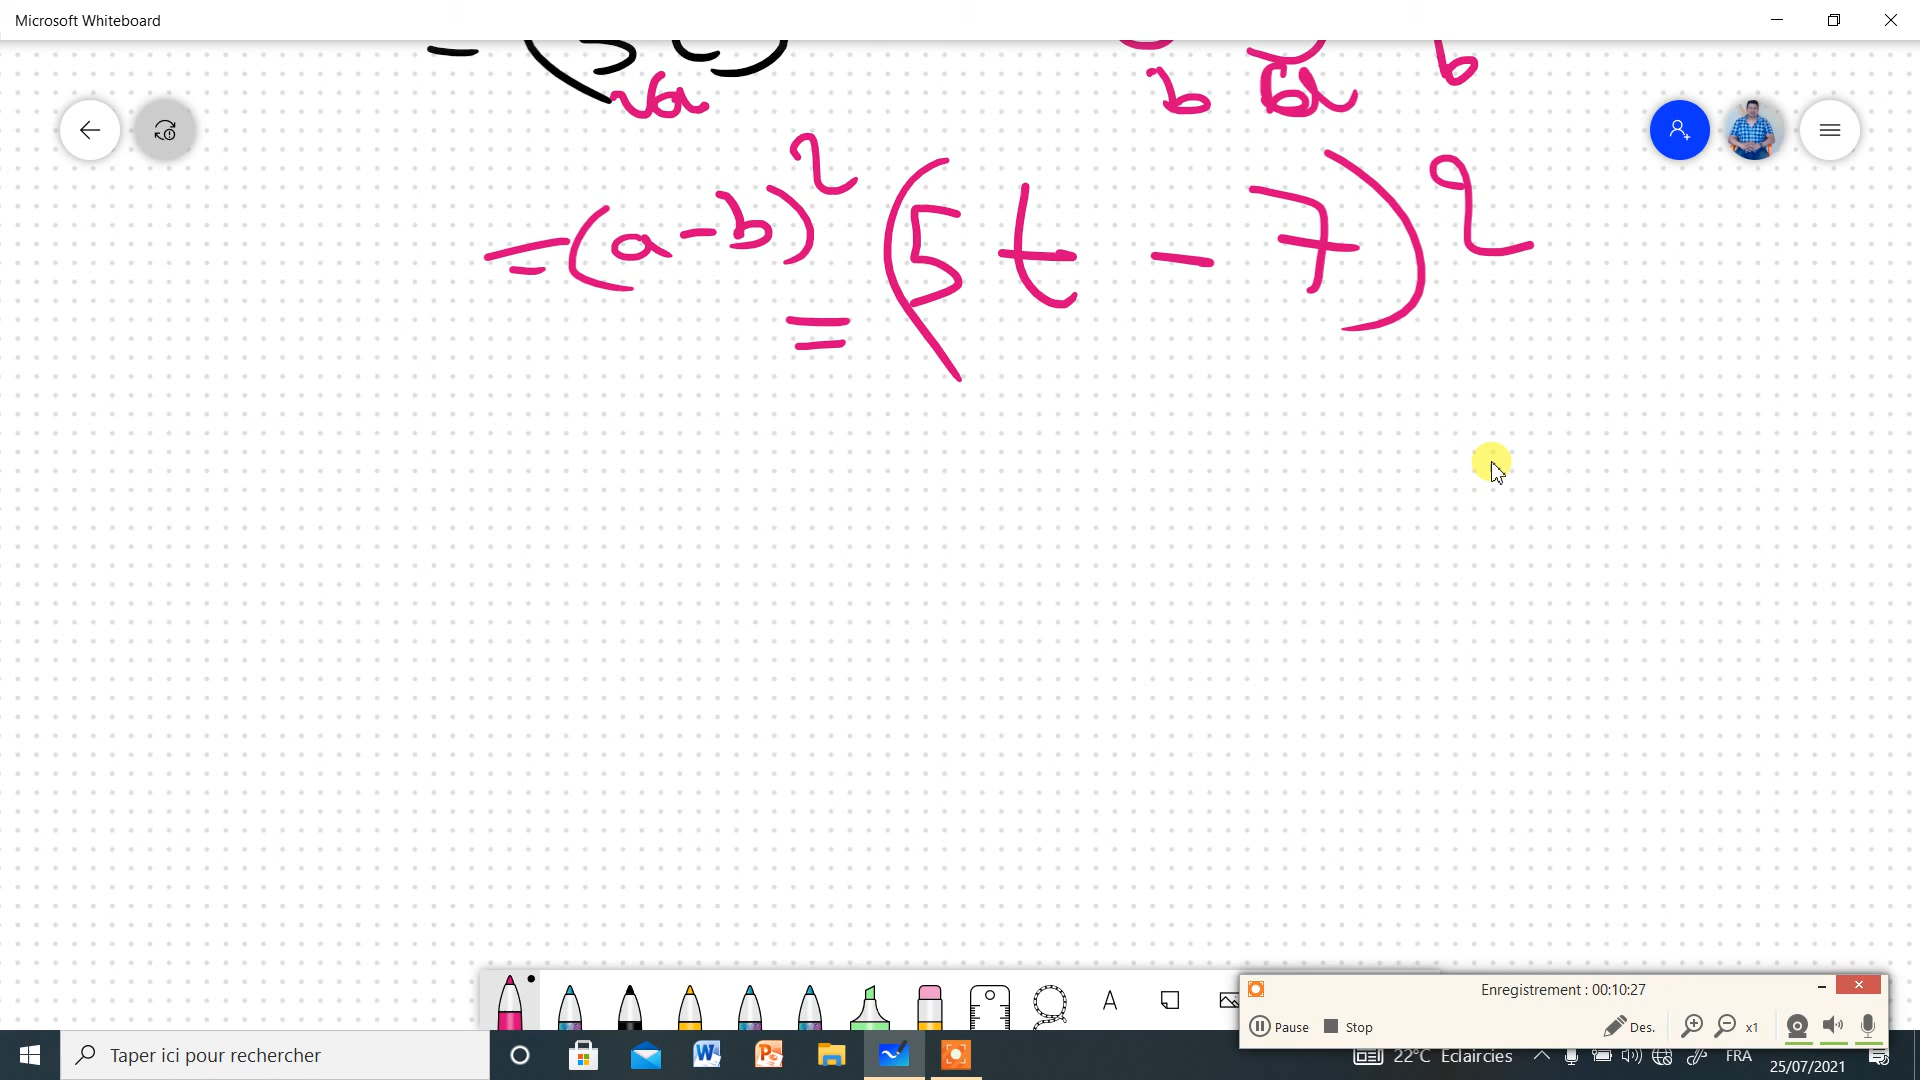 Microsoft Whiteboard
b b
= (a - b)² (5t - 7)²
=
A
Enregistrement : 00:10:27
Pause Stop Des. x1
Taper ici pour rechercher
22°C Eclaircies FRA 25/07/2021